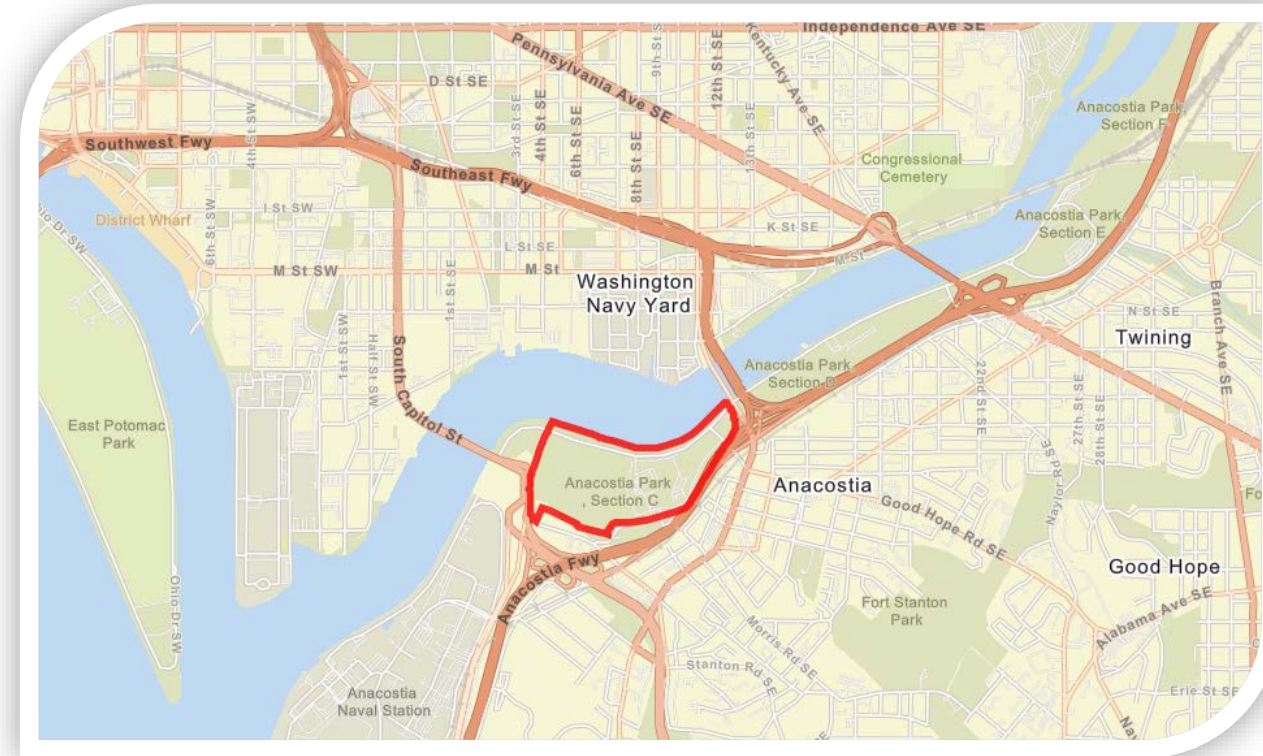 Independence Ave SE
Pennsylvania Ave SE
9th St S
12th St SE
Kentucky Ave SE
D St SE
4th St SW
3rd St SE
4th St SE
6th St SE
8th St SE
13th St SE
Anacostia Park,
Section F
Southwest Fwy
Southeast Fwy
Congressional
Cemetery
Ohio Dr SW
District Wharf
6th St SW
I St SW
L St SE
K St SE
Anacostia Park,
Section E
M St SW
M St
M St
Washington
Navy Yard
1st St SE
1st St SW
Half St SW
South Capitol St
N St SE
Branch Ave SE
Twining
Anacostia Park,
Section D
22nd St SE
27th St SE
28th St SE
East Potomac
Park
Anacostia Park
, Section C
Anacostia
Good Hope Rd SE
Naylor Rd SE
Fo
Anacostia Fwy
Good Hope
Fort Stanton
Park
Alabama Ave SE
Ohio Dr SW
Morris Rd SE
Stanton Rd SE
Anacostia
Naval Station
Erie St SE